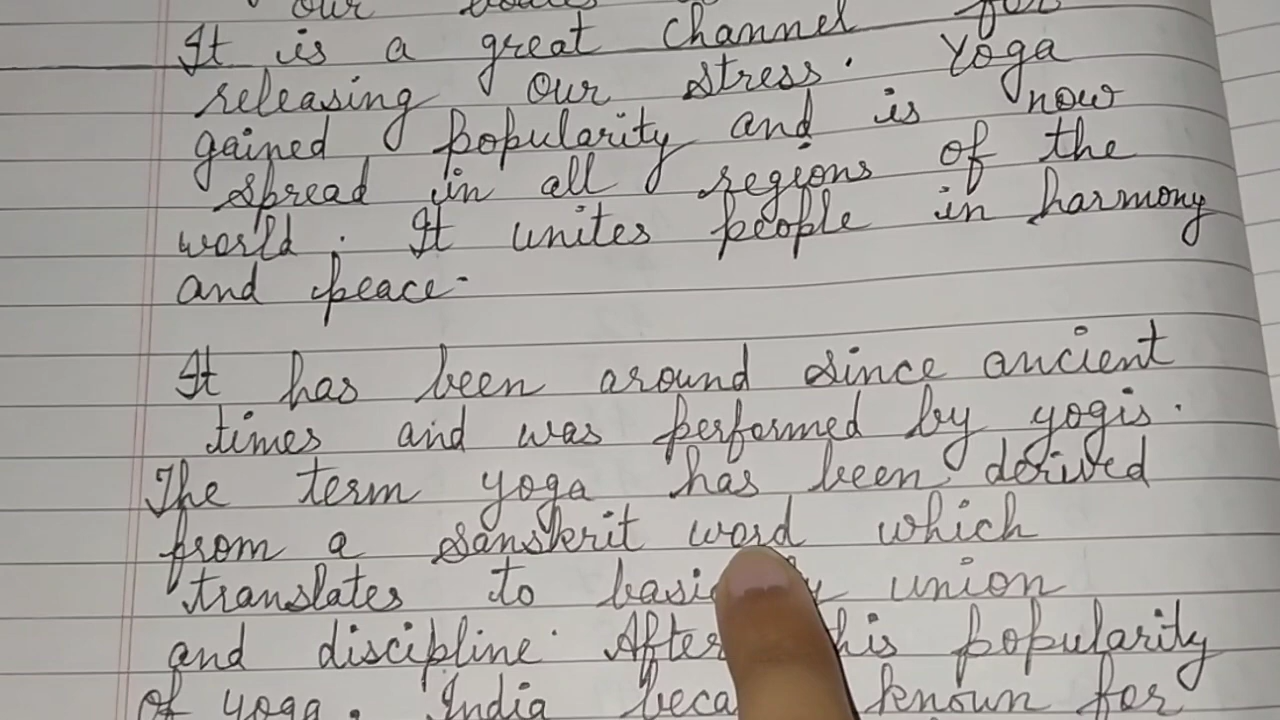 our
It is a great channel for
releasing our stress. Yoga
gained popularity and is now
spread in all regions of the
world. It unites people in harmony
and peace.
It has been around since ancient
times and was performed by yogis.
The term yoga has been derived
from a Sanskrit word which
translates to union
and discipline. After this popularity
of yoga. India known for